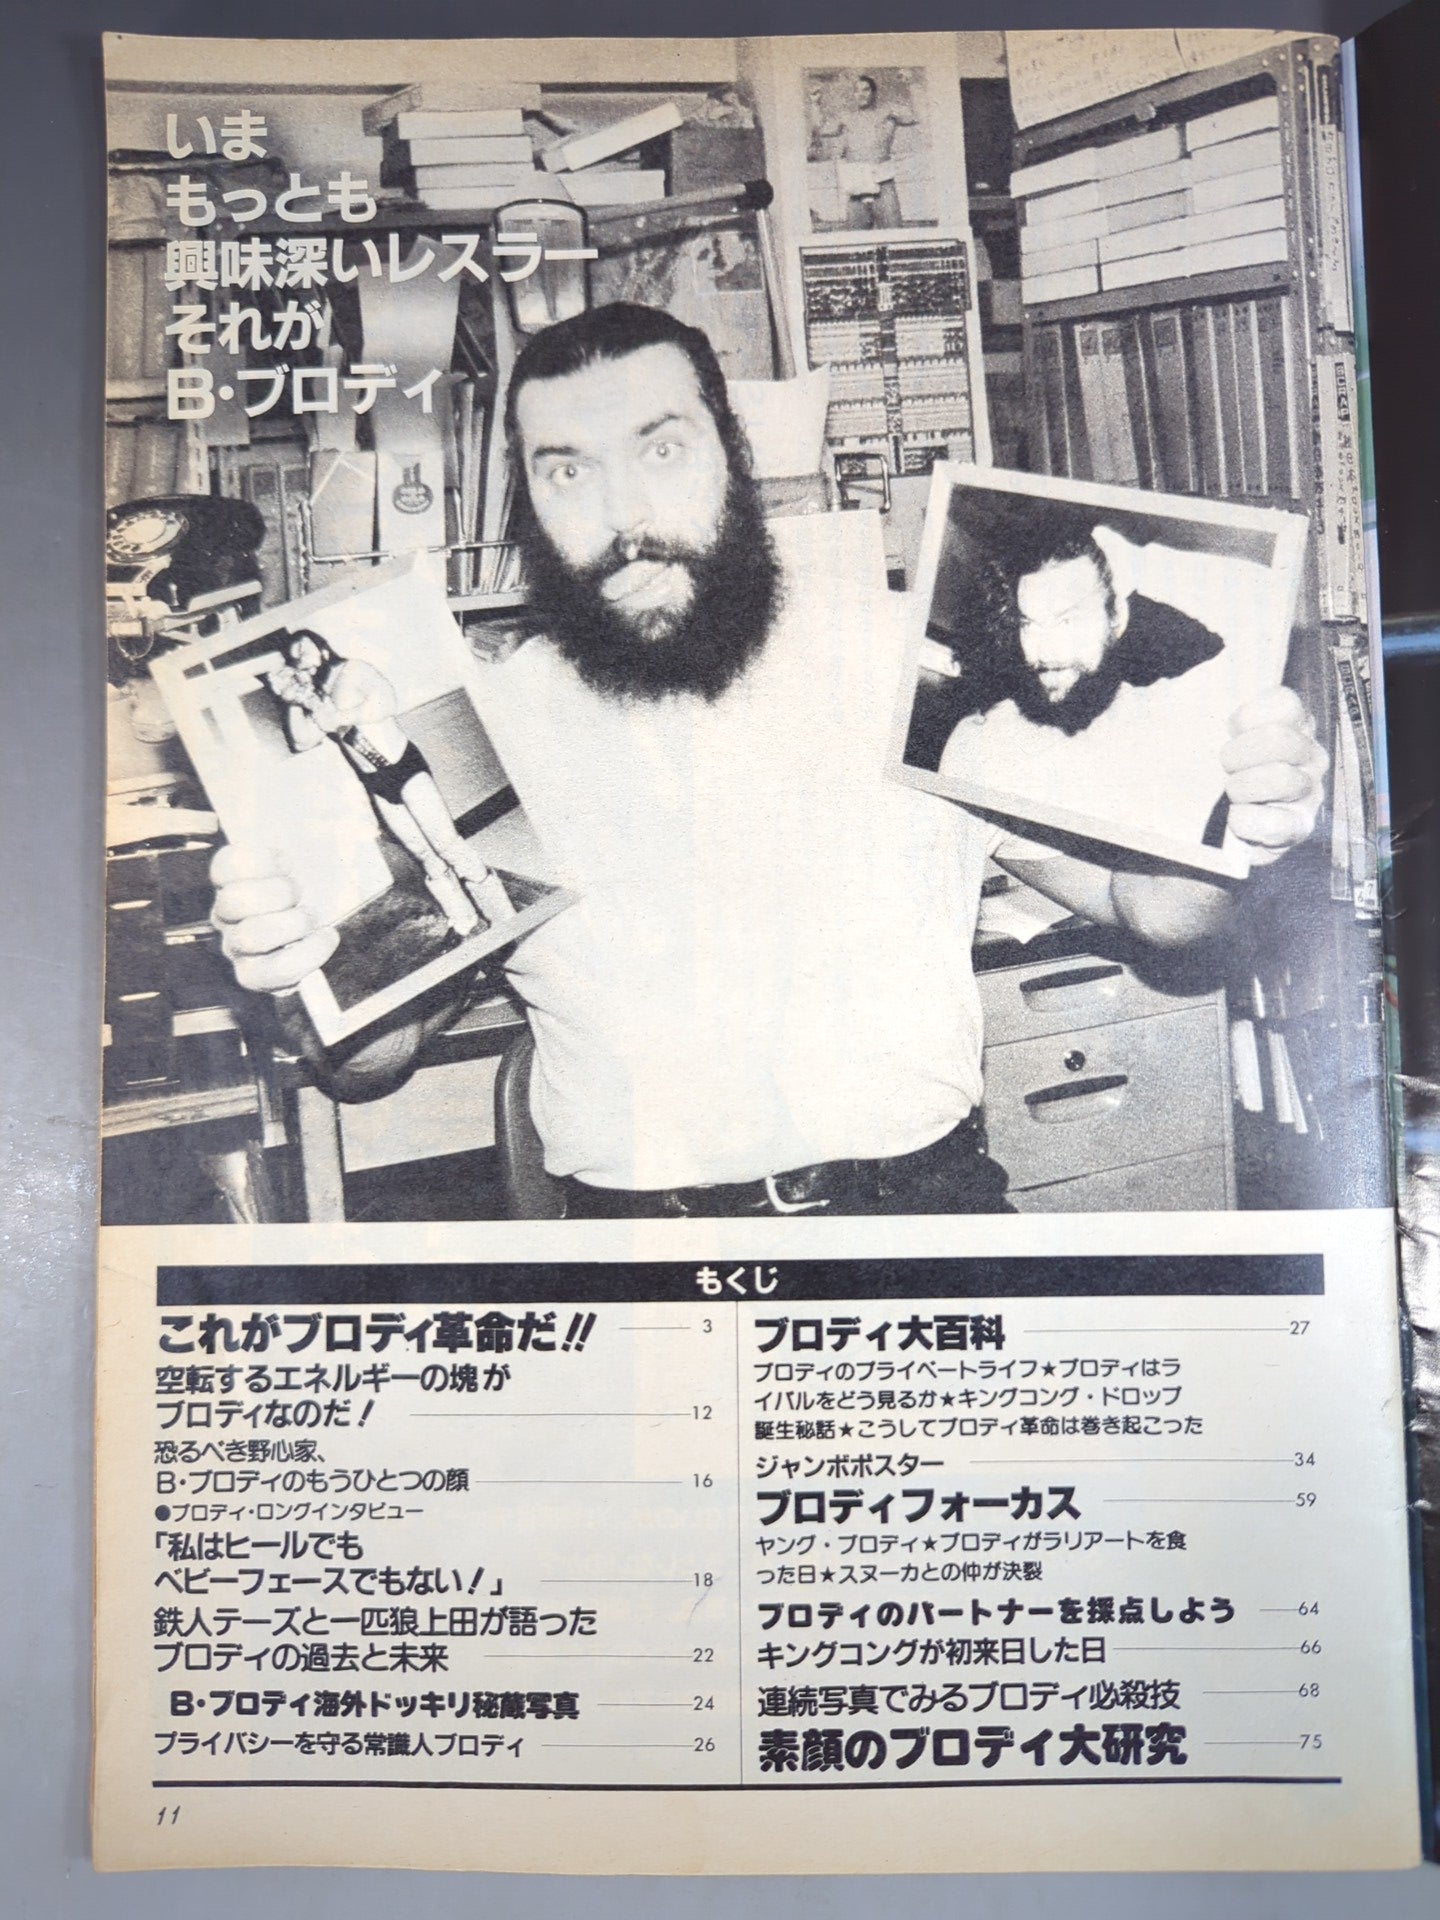 いま
もっとも
興味深いレスラー
それが
B・ブロディ
もくじ
これがブロディ革命だ!! 3
空転するエネルギーの塊が
ブロディなのだ! 12
恐るべき野心家、
B・ブロディのもうひとつの顔 16
●ブロディ・ロングインタビュー
「私はヒールでも
ベビーフェースでもない!」 18
鉄人テーズと一匹狼上田が語った
ブロディの過去と未来 22
B・ブロディ海外ドッキリ秘蔵写真 24
プライバシーを守る常識人ブロディ 26
ブロディ大百科 27
ブロディのプライベートライフ★ブロディはラ
イバルをどう見るか★キングコング・ドロップ
誕生秘話★こうしてブロディ革命は巻き起こった
ジャンボポスター 34
ブロディフォーカス 59
ヤング・ブロディ★ブロディがラリアートを食
った日★スヌーカとの仲が決裂
ブロディのパートナーを採点しよう 64
キングコングが初来日した日 66
連続写真でみるブロディ必殺技 68
素顔のブロディ大研究 75
11